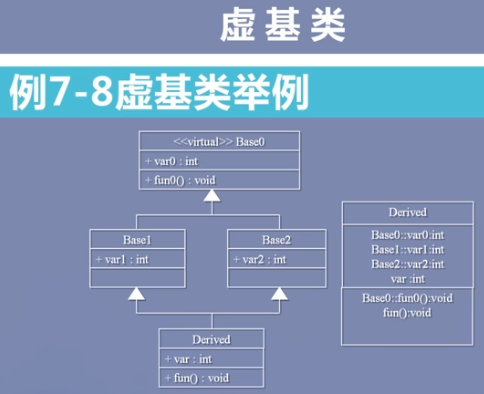 虚基类
例7-8虚基类举例
<<virtual>> Base0
+ var0 : int
+ fun0() : void
Base1
+ var1 : int
Base2
+ var2 : int
Derived
+ var : int
+ fun() : void
Derived
Base0::var0:int
Base1::var1:int
Base2::var2:int
var :int
Base0::fun0():void
fun():void